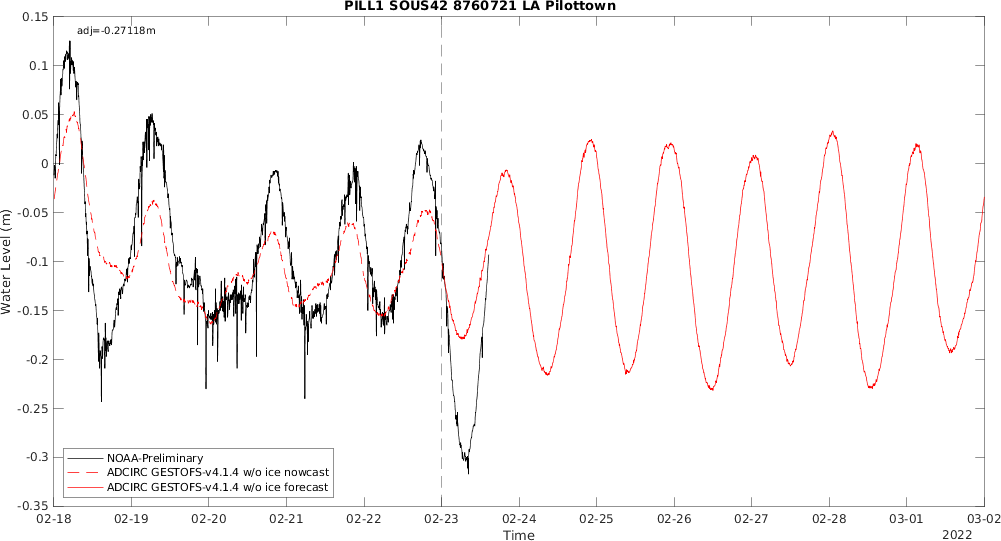 PILL1 SOUS42 8760721 LA Pilottown
adj=-0.27118m
0.15
0.1
0.05
0
-0.05
-0.1
-0.15
-0.2
-0.25
-0.3
-0.35
Water Level (m)
NOAA-Preliminary
ADCIRC GESTOFS-v4.1.4 w/o ice nowcast
ADCIRC GESTOFS-v4.1.4 w/o ice forecast
02-18 02-19 02-20 02-21 02-22 02-23 02-24 02-25 02-26 02-27 02-28 03-01 03-02
Time
2022